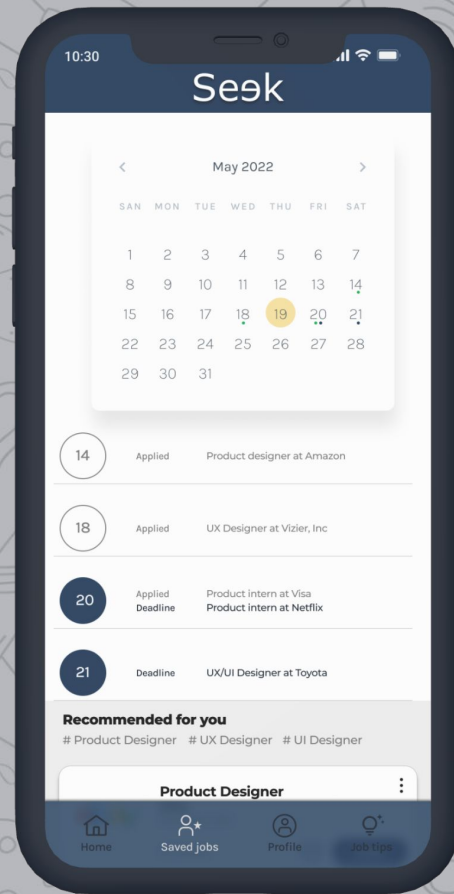 10:30
Seek
< May 2022 >
SAN MON TUE WED THU FRI SAT
1 2 3 4 5 6 7
8 9 10 11 12 13 14
15 16 17 18 19 20 21
22 23 24 25 26 27 28
29 30 31
14 Applied Product designer at Amazon
18 Applied UX Designer at Vizier, Inc
20 Applied Product intern at Visa
Deadline Product intern at Netflix
21 Deadline UX/UI Designer at Toyota
Recommended for you
# Product Designer # UX Designer # UI Designer
Product Designer
Home Saved jobs Profile Job tips